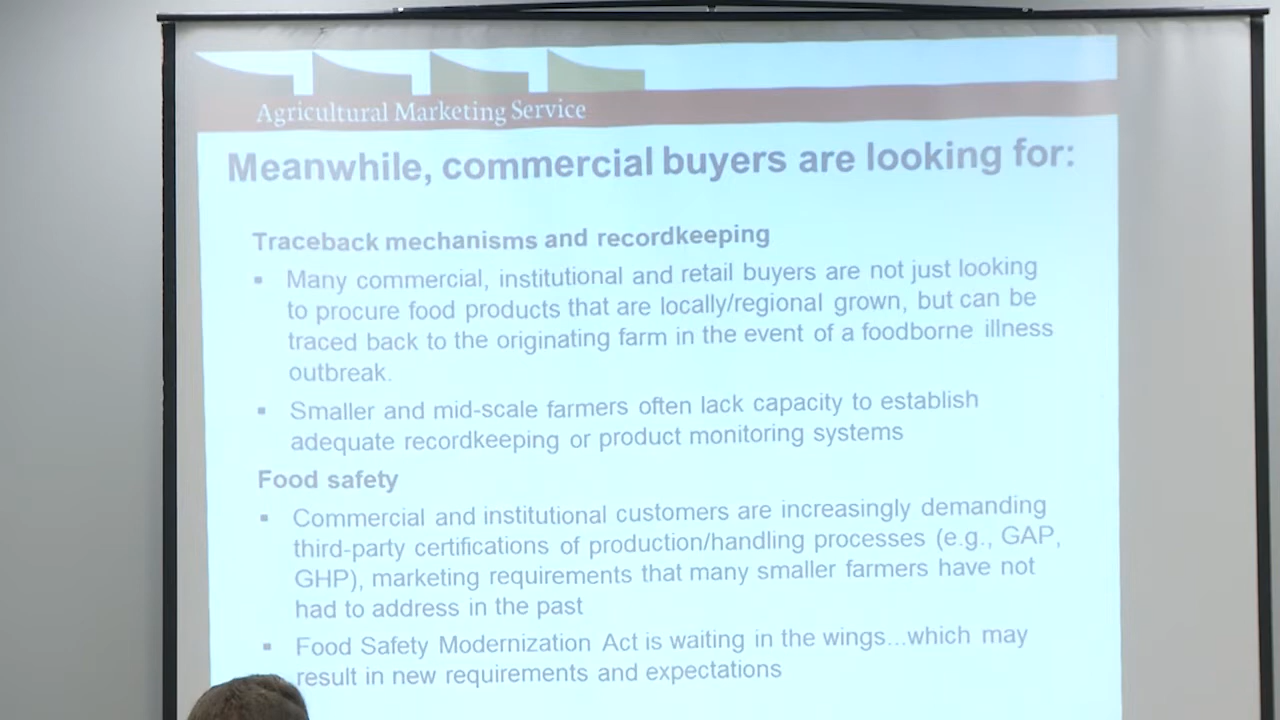 Agricultural Marketing Service
Meanwhile, commercial buyers are looking for:
Traceback mechanisms and recordkeeping
▪ Many commercial, institutional and retail buyers are not just looking
to procure food products that are locally/regional grown, but can be
traced back to the originating farm in the event of a foodborne illness
outbreak.
▪ Smaller and mid-scale farmers often lack capacity to establish
adequate recordkeeping or product monitoring systems
Food safety
▪ Commercial and institutional customers are increasingly demanding
third-party certifications of production/handling processes (e.g., GAP,
GHP), marketing requirements that many smaller farmers have not
had to address in the past
▪ Food Safety Modernization Act is waiting in the wings...which may
result in new requirements and expectations